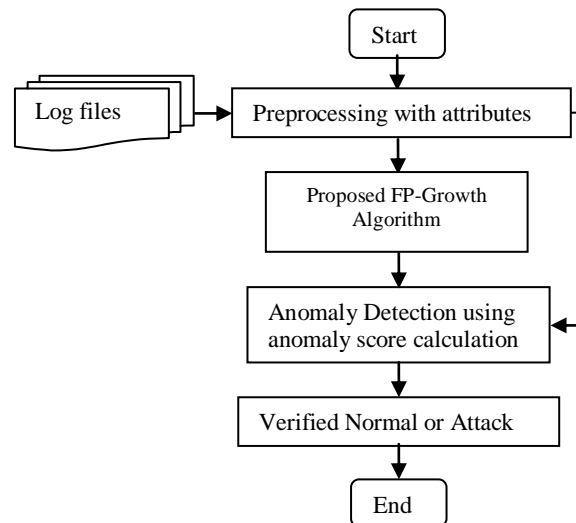 Start
Log files
Preprocessing with attributes
Proposed FP-Growth
Algorithm
Anomaly Detection using
anomaly score calculation
Verified Normal or Attack
End